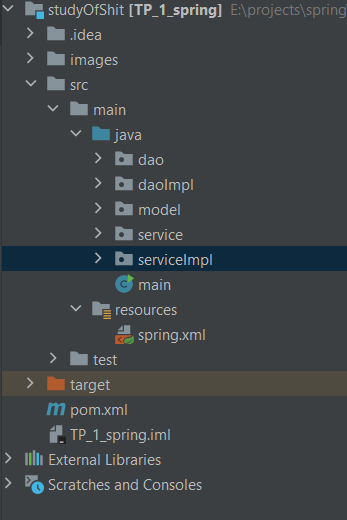 studyOfShit [TP_1_spring] E:\projects\spring
.idea
images
src
main
java
dao
daoImpl
model
service
serviceImpl
main
resources
spring.xml
test
target
pom.xml
TP_1_spring.iml
External Libraries
Scratches and Consoles